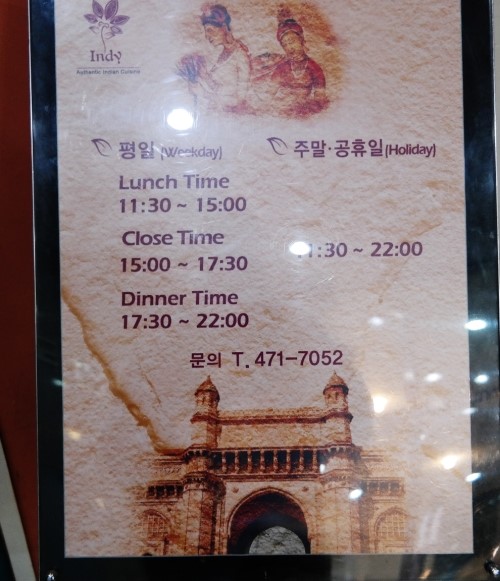 Indy
Authentic Indian Cuisine
평일 (Weekday)
주말·공휴일(Holiday)
Lunch Time
11:30 ~ 15:00
Close Time
15:00 ~ 17:30
11:30 ~ 22:00
Dinner Time
17:30 ~ 22:00
문의 T. 471-7052